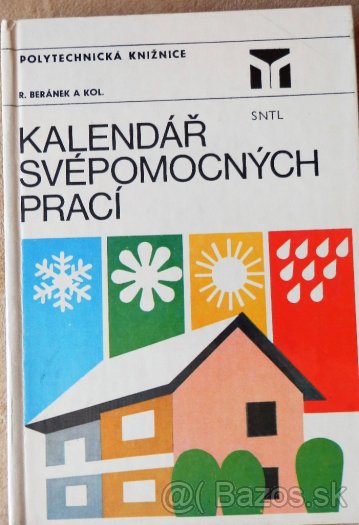 POLYTECHNICKÁ KNIŽNICE
R. BERÁNEK A KOL.
SNTL
KALENDÁŘ
SVÉPOMOCNÝCH
PRACÍ
@( Bazos.sk